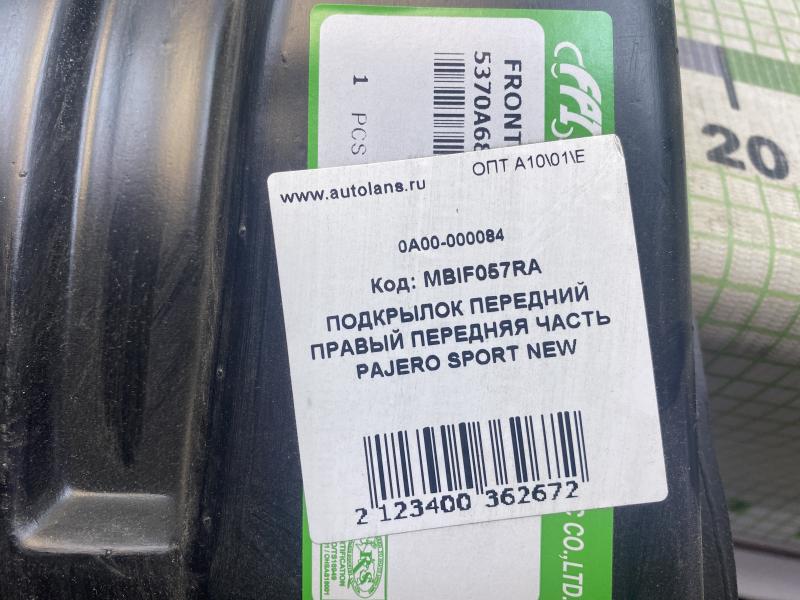 www.autolans.ru
ОПТ А10\01\Е
0A00-000084
Код: MBIF057RA
ПОДКРЫЛОК ПЕРЕДНИЙ
ПРАВЫЙ ПЕРЕДНЯЯ ЧАСТЬ
PAJERO SPORT NEW
2 123400 362672
FRONT
5370A68
1 PCS
CO.,LTD.
20